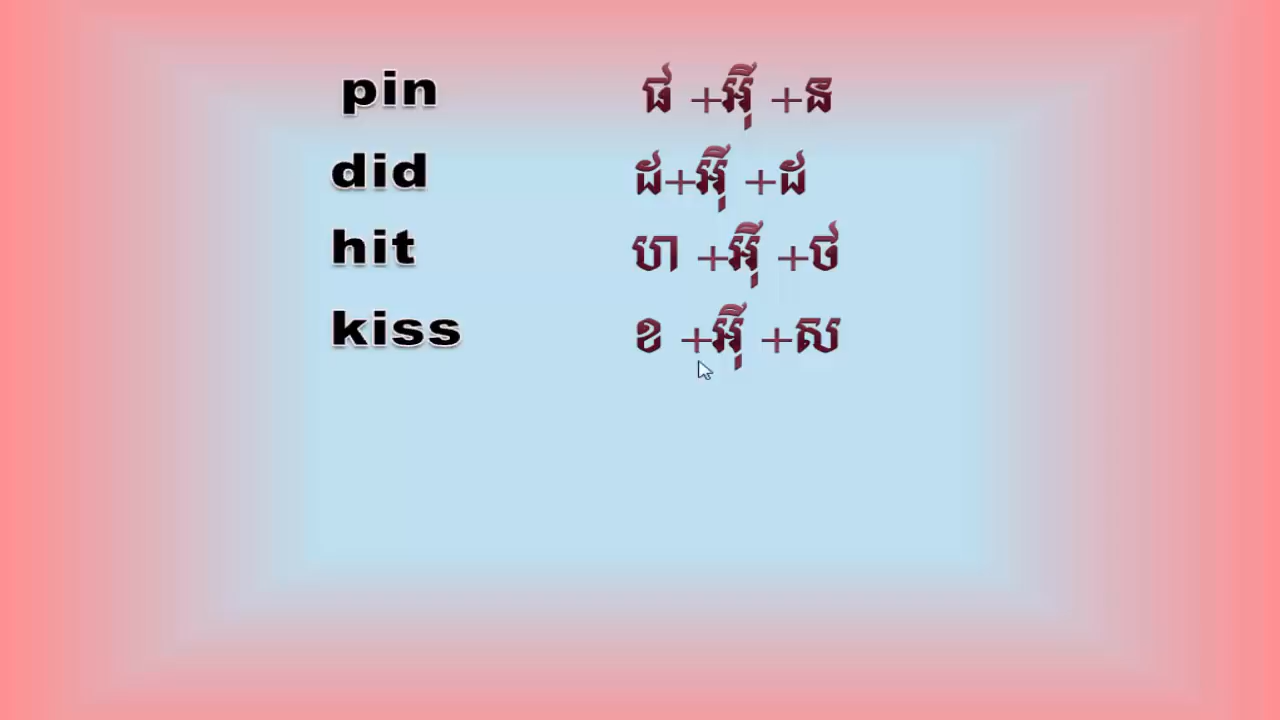 pin ផ +អ៊ី +ន
did ដ+អ៊ី +ដ
hit ហ +អ៊ី +ថ
kiss ខ +អ៊ី +ស